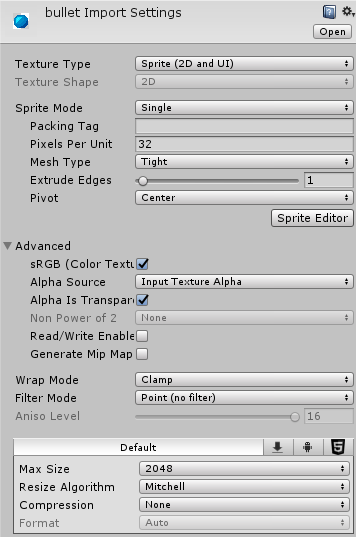 bullet Import Settings
Open
Texture Type Sprite (2D and UI)
Texture Shape 2D
Sprite Mode Single
Packing Tag
Pixels Per Unit 32
Mesh Type Tight
Extrude Edges 1
Pivot Center
Sprite Editor
Advanced
sRGB (Color Textu
Alpha Source Input Texture Alpha
Alpha Is Transpare
Non Power of 2 None
Read/Write Enable
Generate Mip Map
Wrap Mode Clamp
Filter Mode Point (no filter)
Aniso Level 16
Default
Max Size 2048
Resize Algorithm Mitchell
Compression None
Format Auto